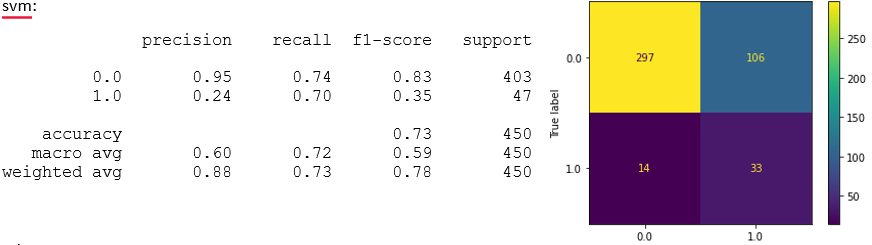 svm:
precision recall f1-score support
0.0 0.95 0.74 0.83 403
1.0 0.24 0.70 0.35 47
accuracy 0.73 450
macro avg 0.60 0.72 0.59 450
weighted avg 0.88 0.73 0.78 450
True label
0.0
1.0
297 106
14 33
0.0 1.0
250
200
150
100
50